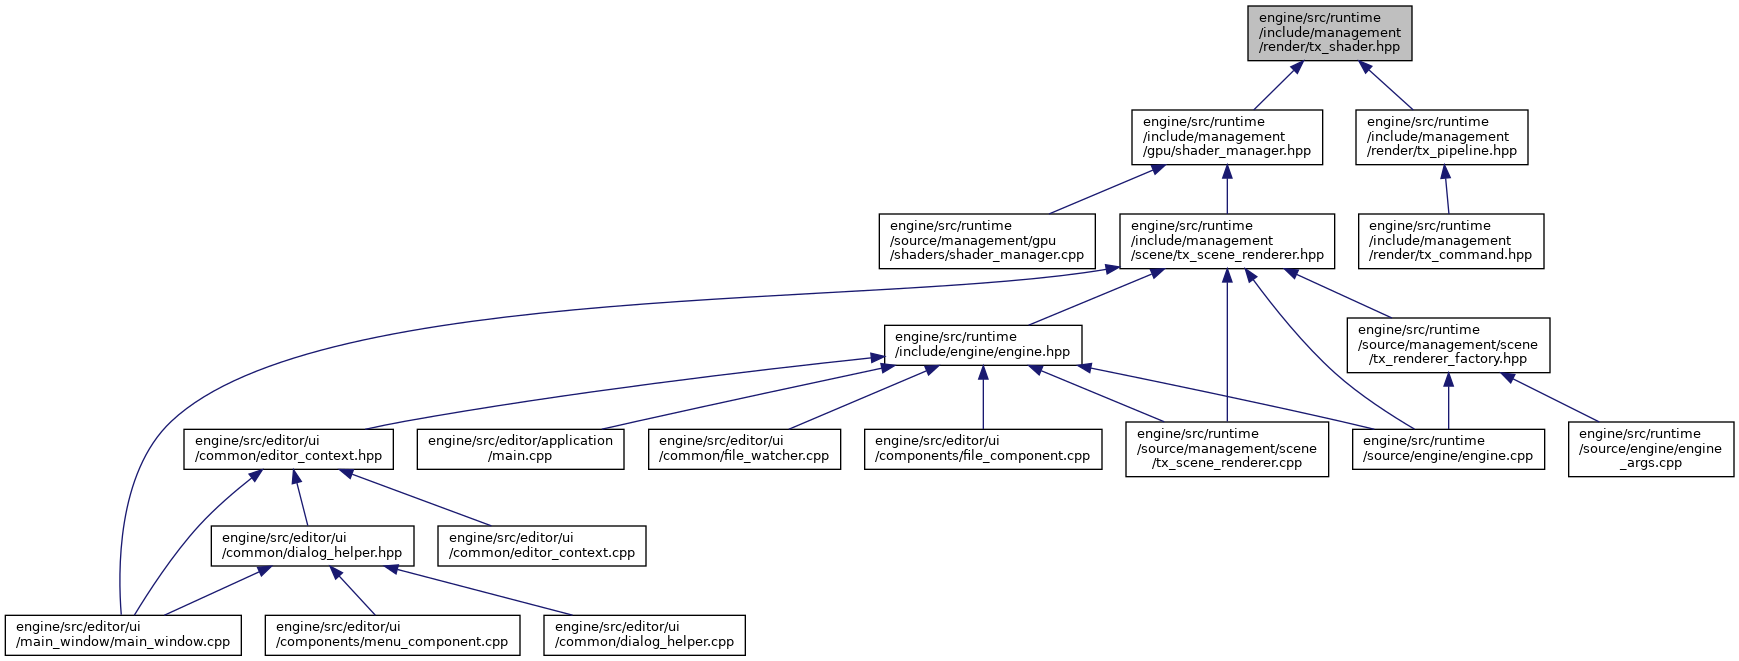 engine/src/runtime
/include/management
/render/tx_shader.hpp
engine/src/runtime
/include/management
/gpu/shader_manager.hpp
engine/src/runtime
/include/management
/render/tx_pipeline.hpp
engine/src/runtime
/source/management/gpu
/shaders/shader_manager.cpp
engine/src/runtime
/include/management
/scene/tx_scene_renderer.hpp
engine/src/runtime
/include/management
/render/tx_command.hpp
engine/src/runtime
/include/engine/engine.hpp
engine/src/runtime
/source/management/scene
/tx_renderer_factory.hpp
engine/src/editor/ui
/common/editor_context.hpp
engine/src/editor/application
/main.cpp
engine/src/editor/ui
/common/file_watcher.cpp
engine/src/editor/ui
/components/file_component.cpp
engine/src/runtime
/source/management/scene
/tx_scene_renderer.cpp
engine/src/runtime
/source/engine/engine.cpp
engine/src/runtime
/source/engine/engine
_args.cpp
engine/src/editor/ui
/common/dialog_helper.hpp
engine/src/editor/ui
/common/editor_context.cpp
engine/src/editor/ui
/main_window/main_window.cpp
engine/src/editor/ui
/components/menu_component.cpp
engine/src/editor/ui
/common/dialog_helper.cpp